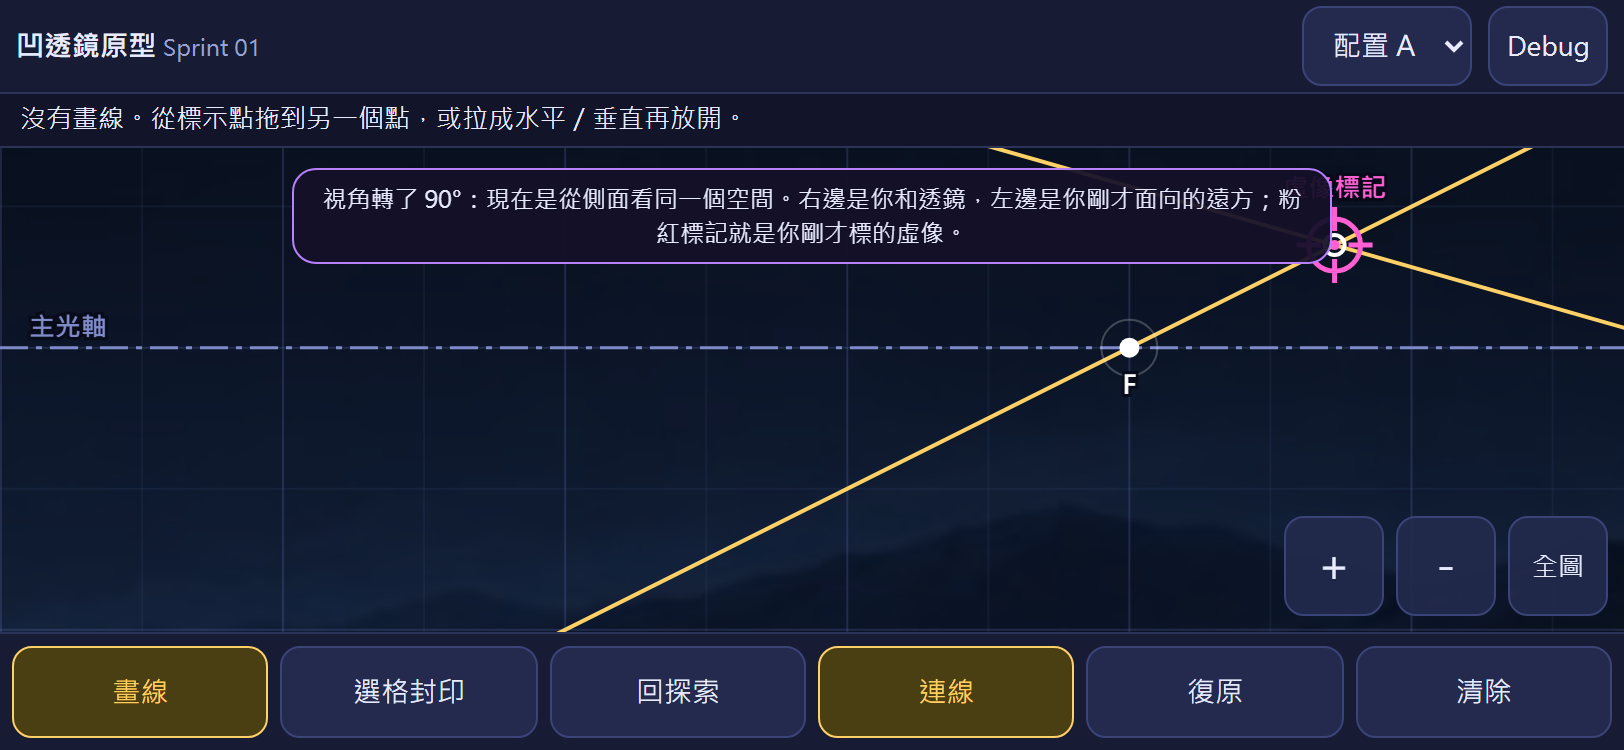 凹透鏡原型 Sprint 01
配置 A
Debug
沒有畫線。從標示點拖到另一個點，或拉成水平 / 垂直再放開。
視角轉了 90°：現在是從側面看同一個空間。右邊是你和透鏡，左邊是你剛才面向的遠方；粉
紅標記就是你剛才標的虛像。
標記
主光軸
F
+
-
全圖
畫線
選格封印
回探索
連線
復原
清除